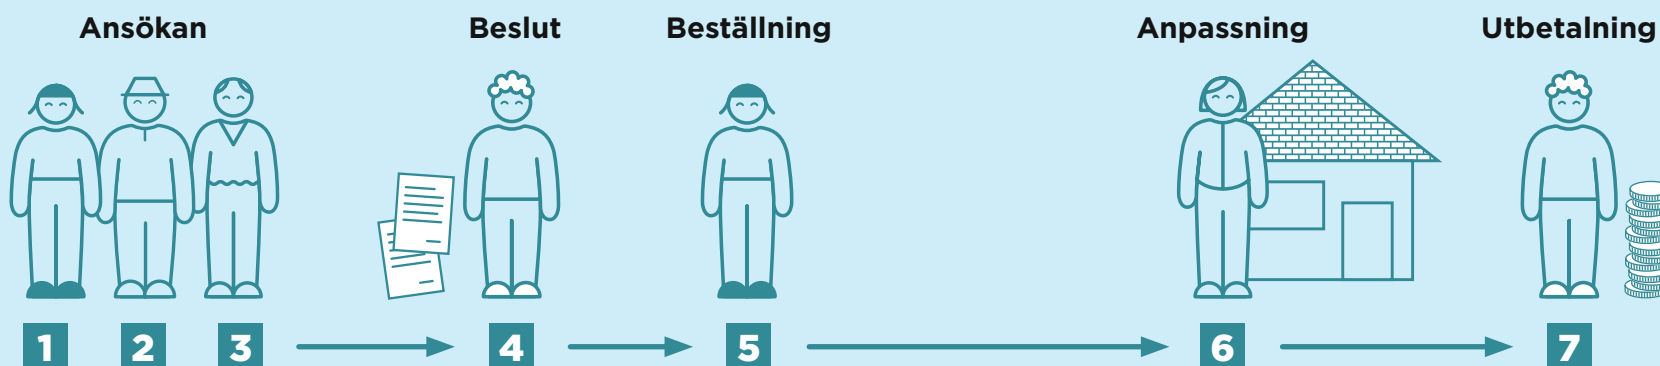 Ansökan Beslut Beställning Anpassning Utbetalning
1 2 3 4 5 6 7